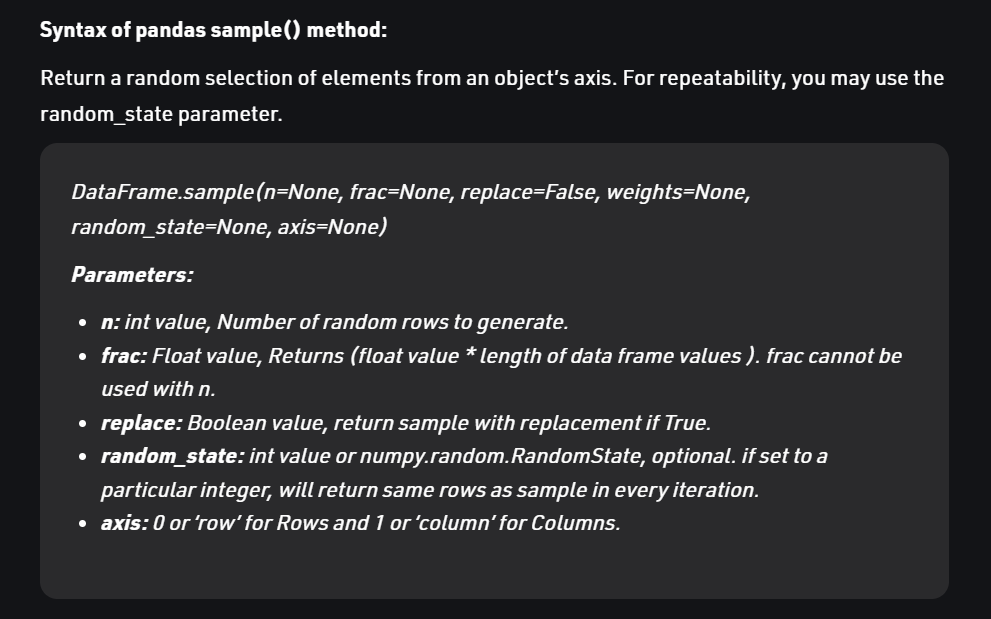 Syntax of pandas sample() method:
Return a random selection of elements from an object’s axis. For repeatability, you may use the
random_state parameter.
DataFrame.sample(n=None, frac=None, replace=False, weights=None,
random_state=None, axis=None)
Parameters:
• n: int value, Number of random rows to generate.
• frac: Float value, Returns (float value * length of data frame values ). frac cannot be
used with n.
• replace: Boolean value, return sample with replacement if True.
• random_state: int value or numpy.random.RandomState, optional. if set to a
particular integer, will return same rows as sample in every iteration.
• axis: 0 or ‘row’ for Rows and 1 or ‘column’ for Columns.